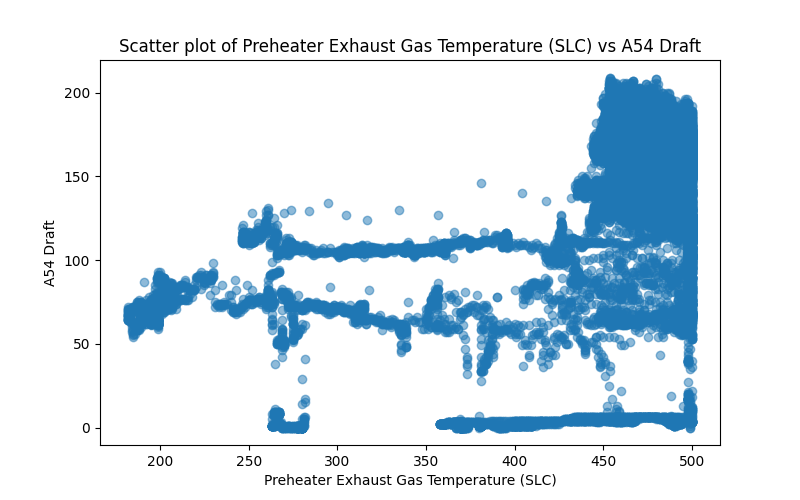 Scatter plot of Preheater Exhaust Gas Temperature (SLC) vs A54 Draft
200
150
100
50
0
A54 Draft
200 250 300 350 400 450 500
Preheater Exhaust Gas Temperature (SLC)